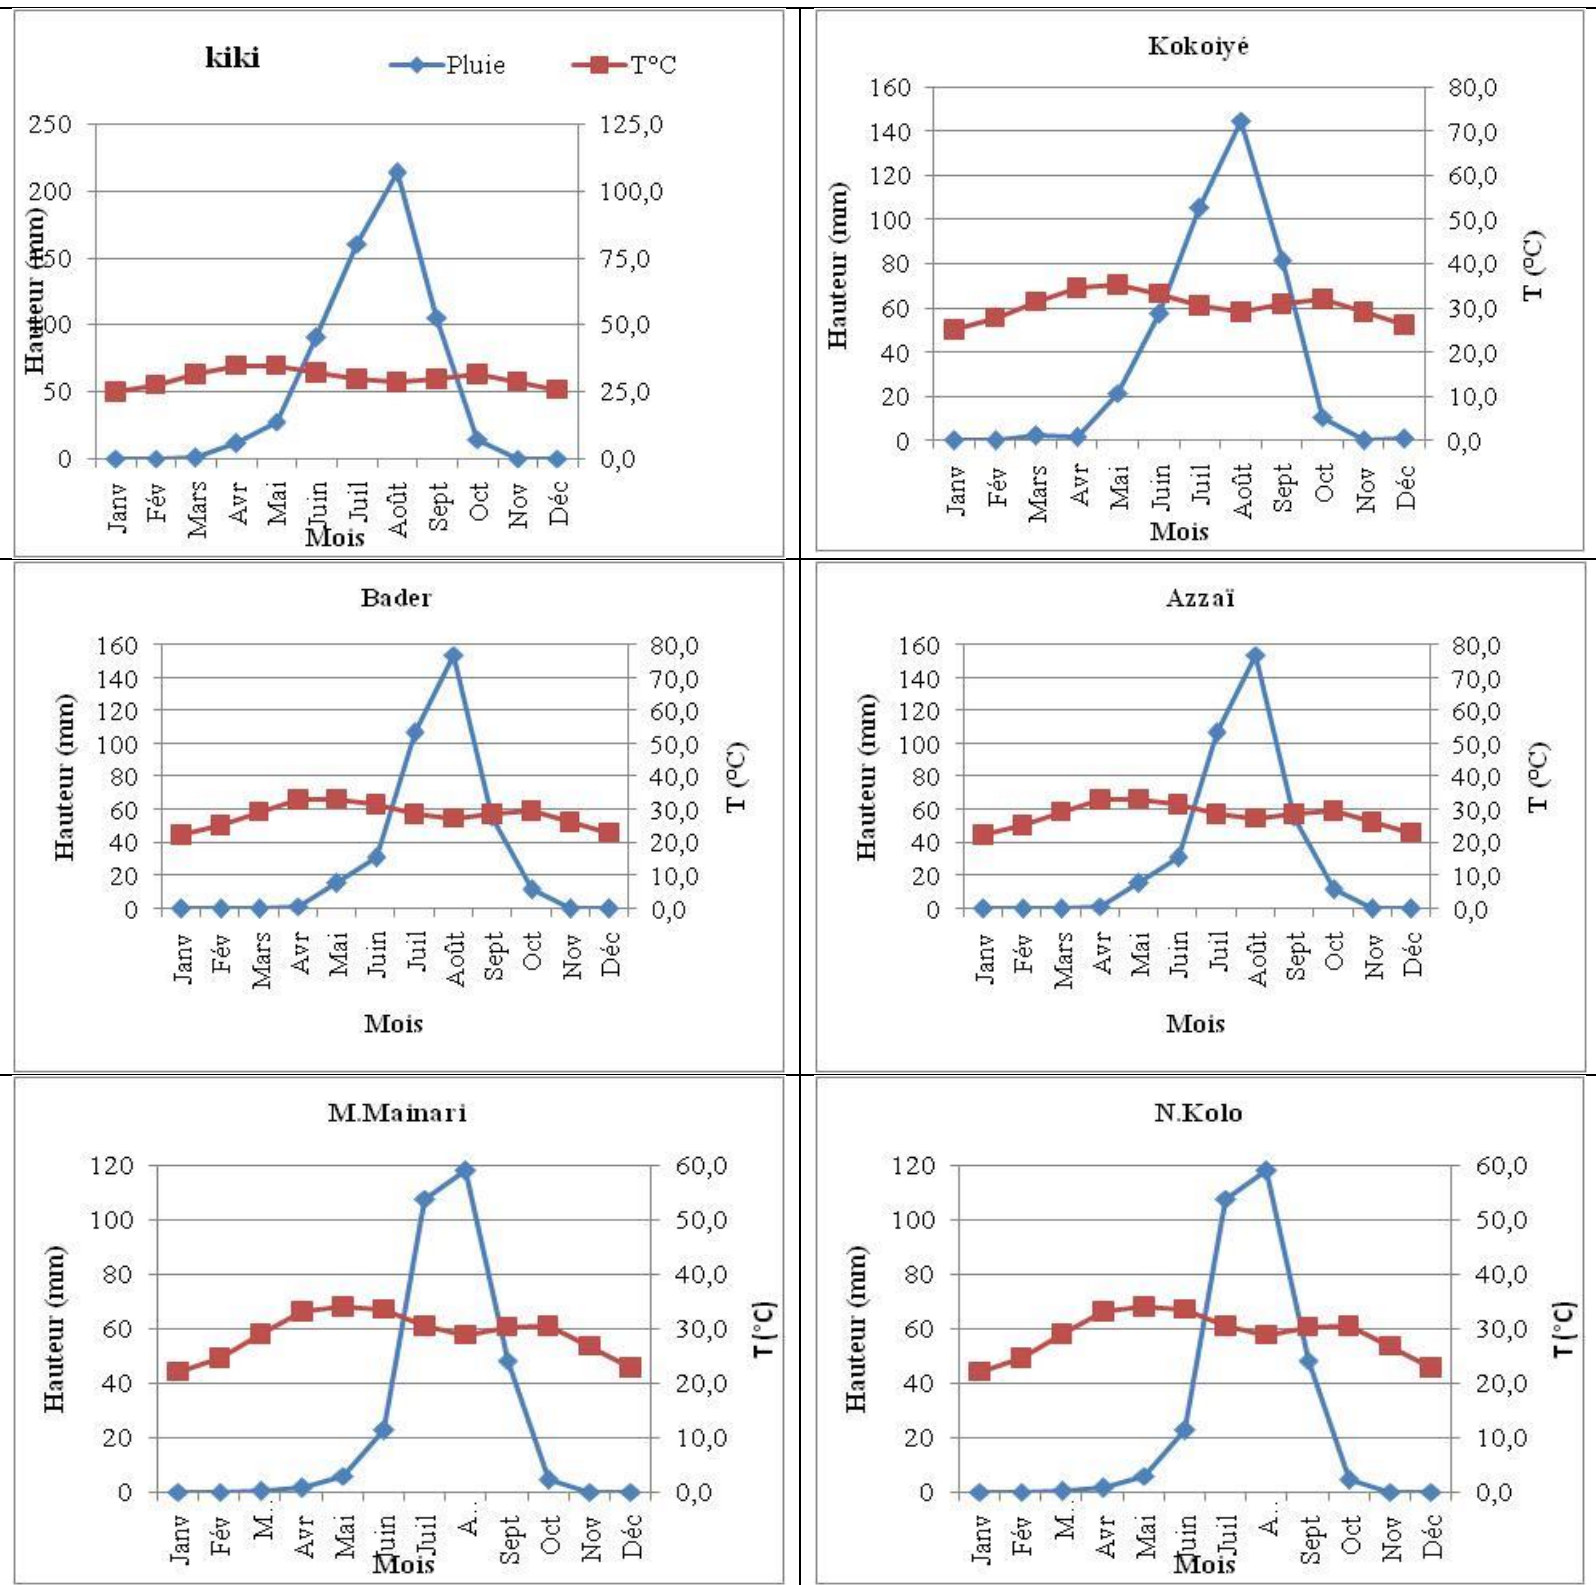 kiki
Pluie
T°C
250
200
150
100
50
0
125,0
100,0
75,0
50,0
25,0
0,0
Hauteur (mm)
Janv
Fév
Mars
Avr
Mai
Juin
Juil
Août
Sept
Oct
Nov
Déc
Mois
Kokoiyé
160
140
120
100
80
60
40
20
0
80,0
70,0
60,0
50,0
40,0
30,0
20,0
10,0
0,0
Hauteur (mm)
T (°C)
Janv
Fév
Mars
Avr
Mai
Juin
Juil
Août
Sept
Oct
Nov
Déc
Mois
Bader
160
140
120
100
80
60
40
20
0
80,0
70,0
60,0
50,0
40,0
30,0
20,0
10,0
0,0
Hauteur (mm)
T (°C)
Janv
Fév
Mars
Avr
Mai
Juin
Juil
Août
Sept
Oct
Nov
Déc
Mois
Azzaï
160
140
120
100
80
60
40
20
0
80,0
70,0
60,0
50,0
40,0
30,0
20,0
10,0
0,0
Hauteur (mm)
T (°C)
Janv
Fév
Mars
Avr
Mai
Juin
Juil
Août
Sept
Oct
Nov
Déc
Mois
M.Mainari
120
100
80
60
40
20
0
60,0
50,0
40,0
30,0
20,0
10,0
0,0
Hauteur (mm)
T (°C)
Janv
Fév
M…
Avr
Mai
Juin
Juil
A…
Sept
Oct
Nov
Déc
Mois
N.Kolo
120
100
80
60
40
20
0
60,0
50,0
40,0
30,0
20,0
10,0
0,0
Hauteur (mm)
T (°C)
Janv
Fév
M…
Avr
Mai
Juin
Juil
A…
Sept
Oct
Nov
Déc
Mois